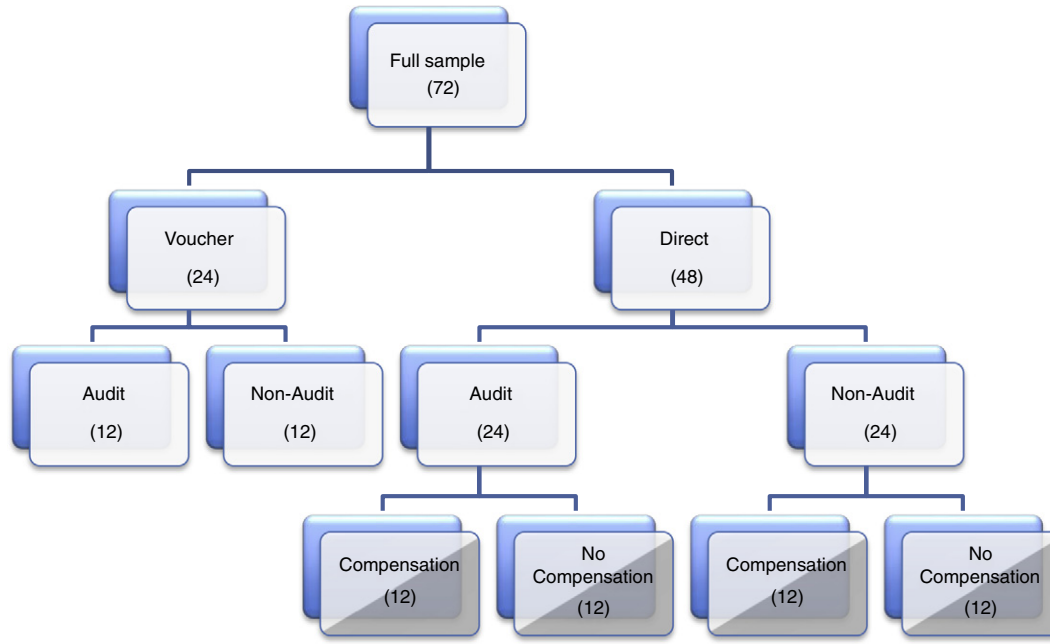 Full sample
(72)
Voucher
(24)
Direct
(48)
Audit
(12)
Non-Audit
(12)
Audit
(24)
Non-Audit
(24)
Compensation
(12)
No
Compensation
(12)
Compensation
(12)
No
Compensation
(12)